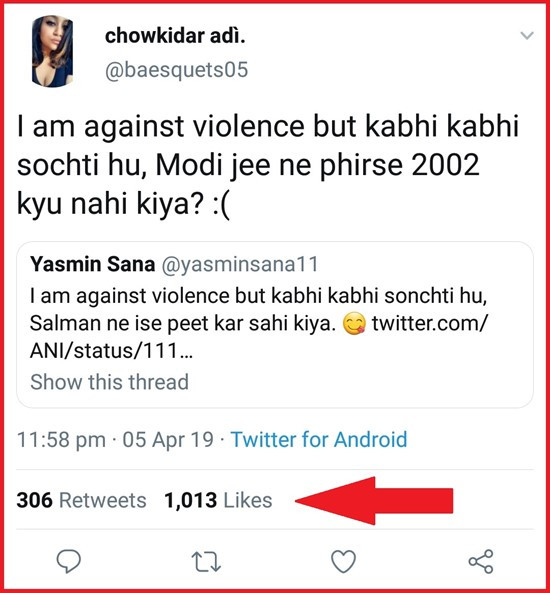 chowkidar adì.
@baesquets05
I am against violence but kabhi kabhi
sochti hu, Modi jee ne phirse 2002
kyu nahi kiya? :(
Yasmin Sana @yasminsana11
I am against violence but kabhi kabhi sonchti hu,
Salman ne ise peet kar sahi kiya. 😋 twitter.com/
ANI/status/111...
Show this thread
11:58 pm · 05 Apr 19 · Twitter for Android
306 Retweets 1,013 Likes